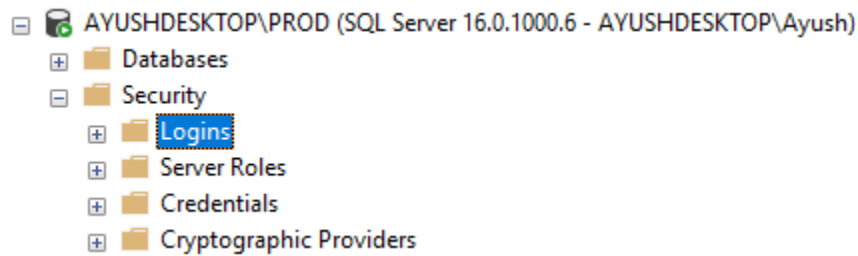 AYUSHDESKTOP\PROD (SQL Server 16.0.1000.6 - AYUSHDESKTOP\Ayush)
Databases
Security
Logins
Server Roles
Credentials
Cryptographic Providers